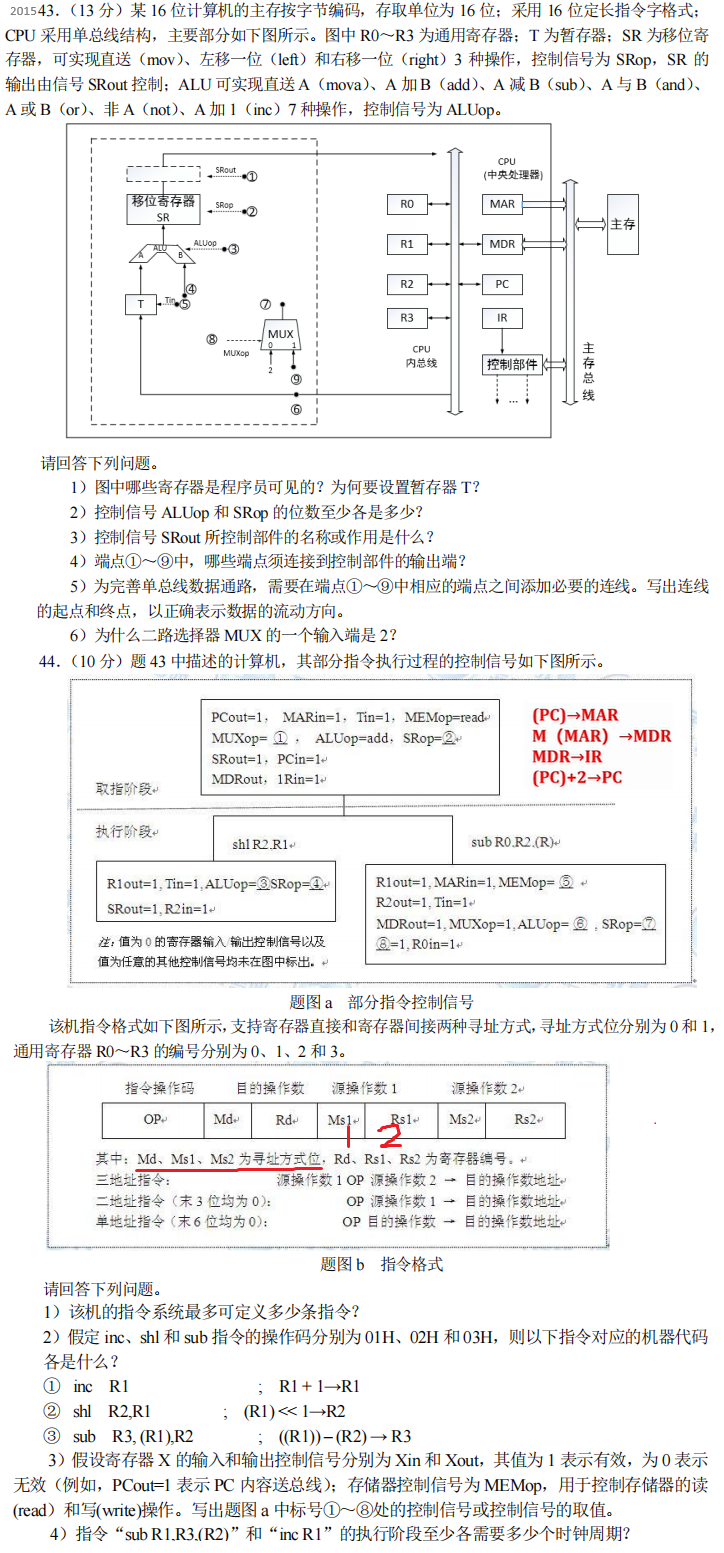 201543.（13 分）某 16 位计算机的主存按字节编码，存取单位为 16 位；采用 16 位定长指令字格式；
CPU 采用单总线结构，主要部分如下图所示。图中 R0～R3 为通用寄存器；T 为暂存器；SR 为移位寄
存器，可实现直送（mov）、左移一位（left）和右移一位（right）3 种操作，控制信号为 SRop，SR 的
输出由信号 SRout 控制；ALU 可实现直送 A（mova）、A 加 B（add）、A 减 B（sub）、A 与 B（and）、
A 或 B（or）、非 A（not）、A 加 1（inc）7 种操作，控制信号为 ALUop。
SRout ①
移位寄存器
SR
SRop ②
ALU
A B
ALUop ③
④
T
Tin ⑤
⑦
MUX
0 1
⑧
MUXop
2
⑨
⑥
R0
R1
R2
R3
CPU
内总线
CPU
(中央处理器)
MAR
MDR
PC
IR
控制部件
...
主存
主存总线
请回答下列问题。
1）图中哪些寄存器是程序员可见的？为何要设置暂存器 T？
2）控制信号 ALUop 和 SRop 的位数至少各是多少？
3）控制信号 SRout 所控制部件的名称或作用是什么？
4）端点①～⑨中，哪些端点须连接到控制部件的输出端？
5）为完善单总线数据通路，需要在端点①～⑨中相应的端点之间添加必要的连线。写出连线
的起点和终点，以正确表示数据的流动方向。
6）为什么二路选择器 MUX 的一个输入端是 2？
44.（10 分）题 43 中描述的计算机，其部分指令执行过程的控制信号如下图所示。
PCout=1， MARin=1，Tin=1，MEMop=read
MUXop= ①， ALUop=add，SRop=②
SRout=1，PCin=1
MDRout，1Rin=1
(PC)→MAR
M（MAR）→MDR
MDR→IR
(PC)+2→PC
取指阶段
执行阶段
shl R2.R1
sub R0.R2.(R)
R1out=1, Tin=1,ALUop=③SRop=④
SRout=1, R2in=1
R1out=1, MARin=1, MEMop= ⑤
R2out=1, Tin=1
MDRout=1, MUXop=1, ALUop= ⑥ , SRop=⑦
⑧=1, R0in=1
注：值为 0 的寄存器输入/输出控制信号以及
值为任意的其他控制信号均未在图中标出。
题图 a 部分指令控制信号
该机指令格式如下图所示，支持寄存器直接和寄存器间接两种寻址方式，寻址方式位分别为 0 和 1，
通用寄存器 R0～R3 的编号分别为 0、1、2 和 3。
指令操作码 目的操作数 源操作数 1 源操作数 2
OP Md Rd Ms1 Rs1 Ms2 Rs2
1 2
其中：Md、Ms1、Ms2 为寻址方式位，Rd、Rs1、Rs2 为寄存器编号。
三地址指令： 源操作数 1 OP 源操作数 2 → 目的操作数地址
二地址指令（末 3 位均为 0）： OP 源操作数 1 → 目的操作数地址
单地址指令（末 6 位均为 0）： OP 目的操作数 → 目的操作数地址
题图 b 指令格式
请回答下列问题。
1）该机的指令系统最多可定义多少条指令？
2）假定 inc、shl 和 sub 指令的操作码分别为 01H、02H 和 03H，则以下指令对应的机器代码
各是什么？
① inc R1 ； R1 + 1→R1
② shl R2,R1 ； (R1) << 1→R2
③ sub R3, (R1),R2 ； ((R1)) – (R2) → R3
3）假设寄存器 X 的输入和输出控制信号分别为 Xin 和 Xout，其值为 1 表示有效，为 0 表示
无效（例如，PCout=1 表示 PC 内容送总线）；存储器控制信号为 MEMop，用于控制存储器的读
(read）和写(write)操作。写出题图 a 中标号①～⑧处的控制信号或控制信号的取值。
4）指令“sub R1,R3,(R2)”和“inc R1”的执行阶段至少各需要多少个时钟周期？